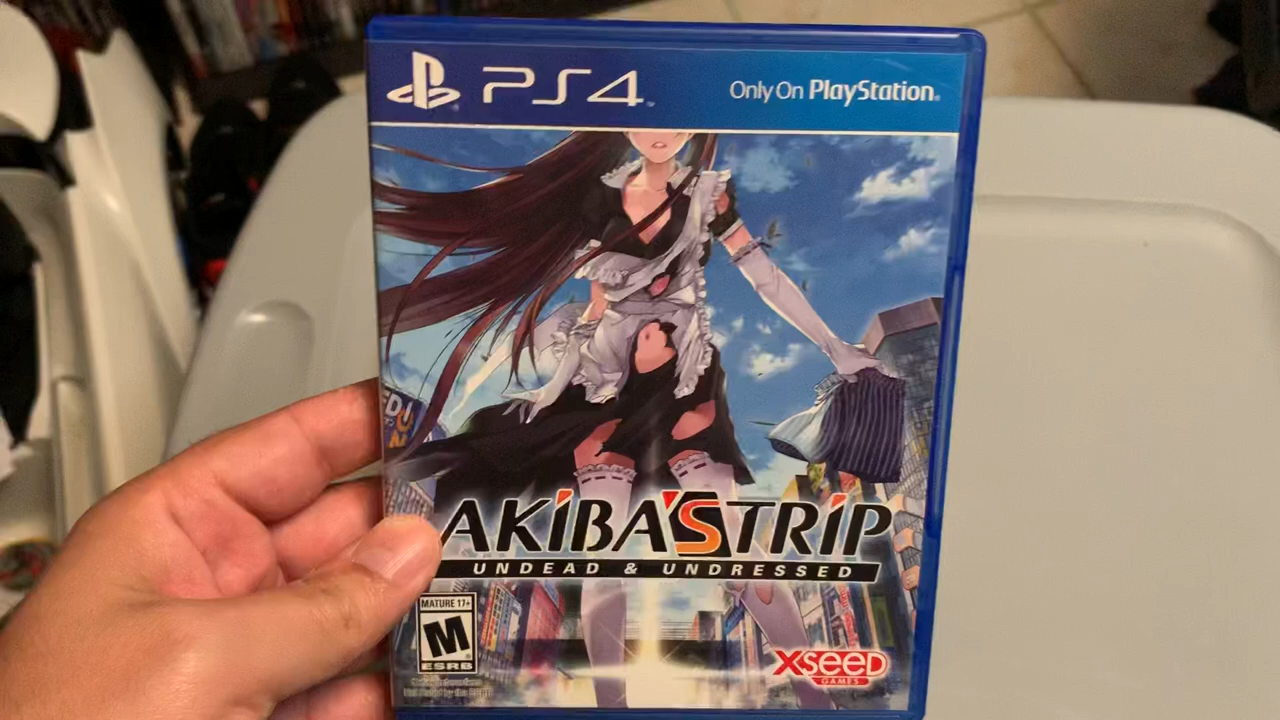 PS4
Only On PlayStation
AKIBA'S TRIP
UNDEAD & UNDRESSED
MATURE 17+
M
ESRB
XSEED
GAMES